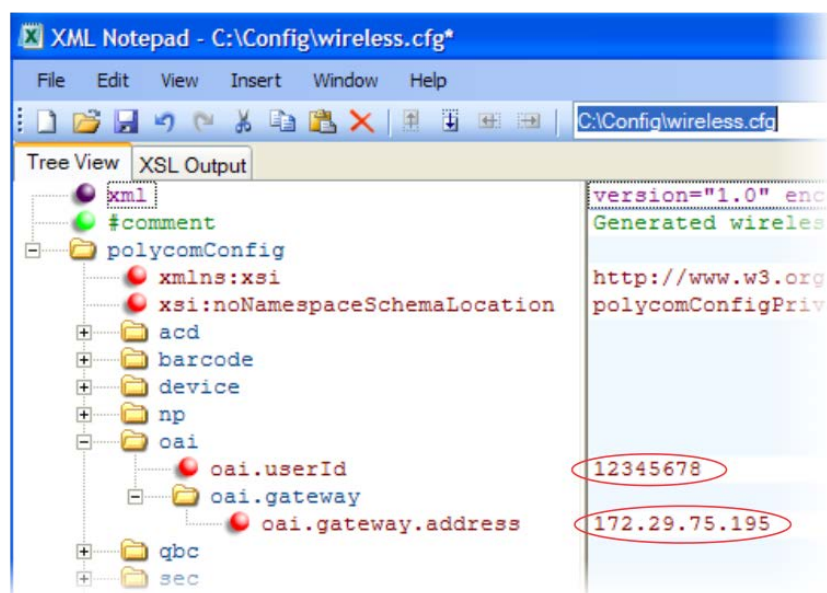 XML Notepad - C:\Config\wireless.cfg*
File Edit View Insert Window Help
C:\Config\wireless.cfg
Tree View XSL Output
xml version="1.0" enc
#comment Generated wireles
polycomConfig
xmlns:xsi http://www.w3.org
xsi:noNamespaceSchemaLocation polycomConfigPriv
acd
barcode
device
np
oai
oai.userId 12345678
oai.gateway
oai.gateway.address 172.29.75.195
qbc
sec